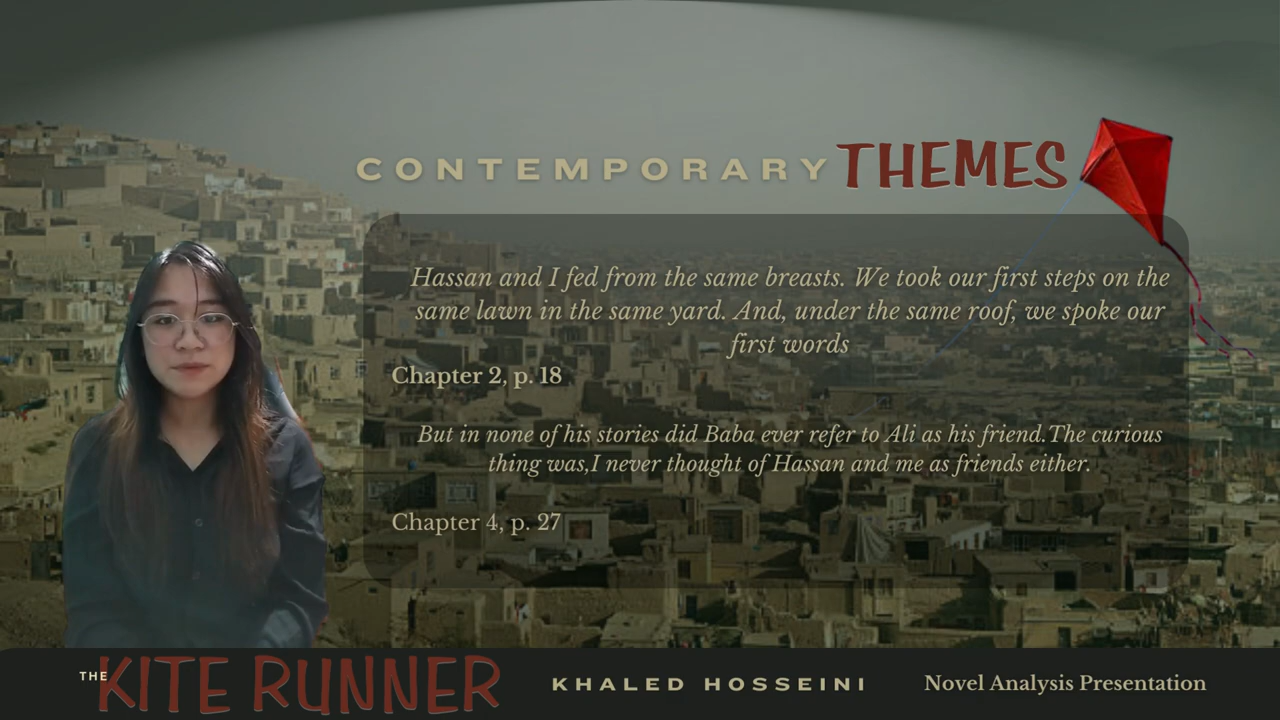 CONTEMPORARY THEMES
Hassan and I fed from the same breasts. We took our first steps on the
same lawn in the same yard. And, under the same roof, we spoke our
first words
Chapter 2, p. 18
But in none of his stories did Baba ever refer to Ali as his friend.The curious
thing was,I never thought of Hassan and me as friends either.
Chapter 4, p. 27
THE KITE RUNNER
KHALED HOSSEINI
Novel Analysis Presentation